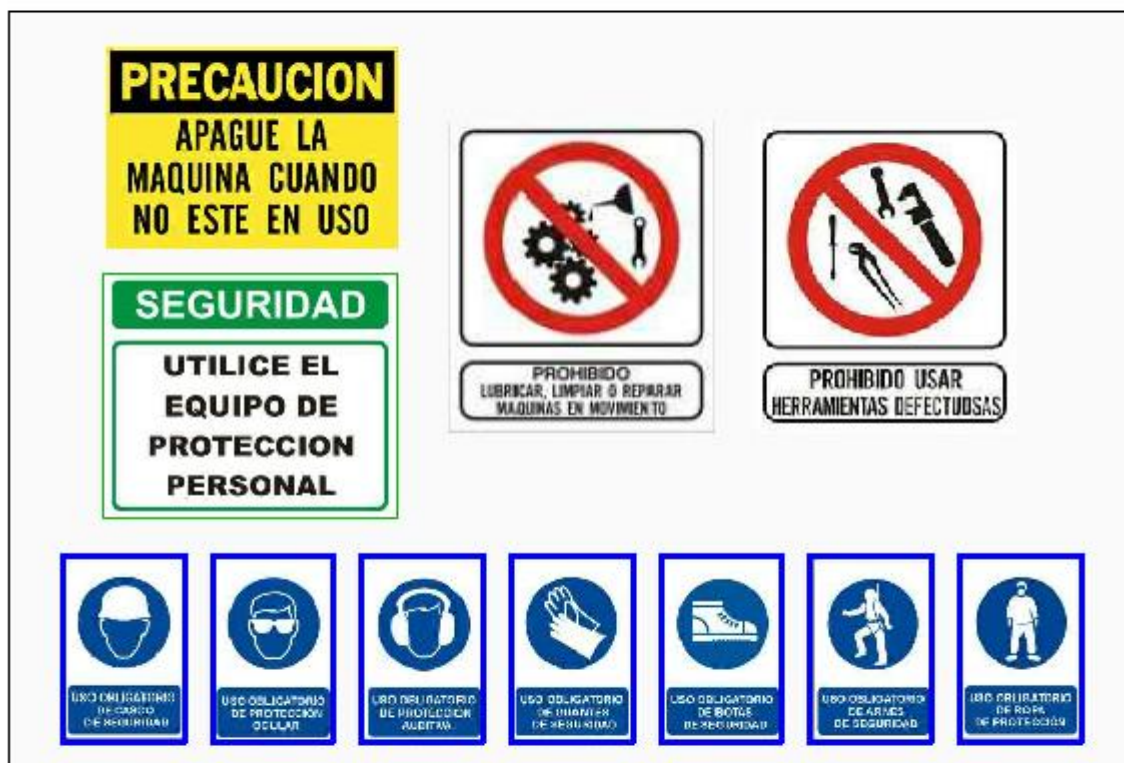 PRECAUCION
APAGUE LA
MAQUINA CUANDO
NO ESTE EN USO
SEGURIDAD
UTILICE EL
EQUIPO DE
PROTECCION
PERSONAL
PROHIBIDO
LUBRICAR, LIMPIAR O REPARAR
MAQUINAS EN MOVIMIENTO
PROHIBIDO USAR
HERRAMIENTAS DEFECTUOSAS
USO OBLIGATORIO
DE CASCO
DE SEGURIDAD
USO OBLIGATORIO
DE PROTECCIÓN
OCULAR
USO OBLIGATORIO
DE PROTECCIÓN
AUDITIVA
USO OBLIGATORIO
DE GUANTES
DE SEGURIDAD
USO OBLIGATORIO
DE BOTAS
DE SEGURIDAD
USO OBLIGATORIO
DE ARNES
DE SEGURIDAD
USO OBLIGATORIO
DE ROPA
DE PROTECCIÓN